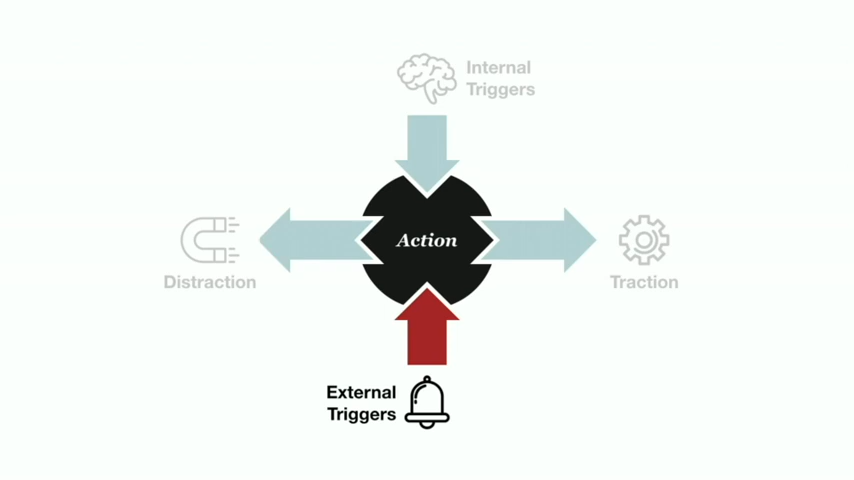 Internal
Triggers
Action
Distraction
Traction
External
Triggers